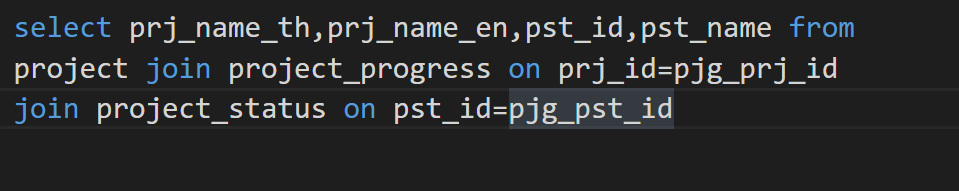 select prj_name_th,prj_name_en,pst_id,pst_name from
project join project_progress on prj_id=pjg_prj_id
join project_status on pst_id=pjg_pst_id